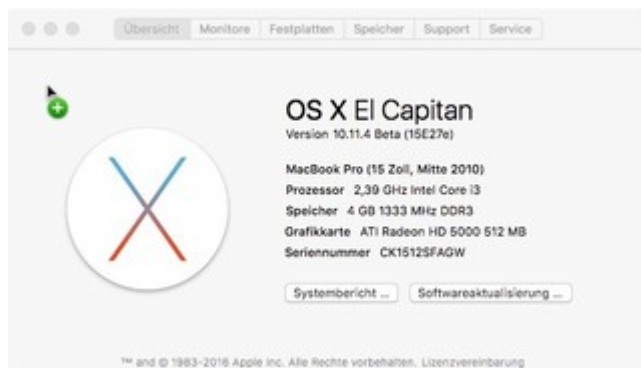 Übersicht Monitore Festplatten Speicher Support Service
OS X El Capitan
Version 10.11.4 Beta (15E27e)
MacBook Pro (15 Zoll, Mitte 2010)
Prozessor 2,39 GHz Intel Core i3
Speicher 4 GB 1333 MHz DDR3
Grafikkarte ATI Radeon HD 5000 512 MB
Seriennummer CK1512SFAGW
Systembericht ... Softwareaktualisierung ...
™ und © 1983-2016 Apple Inc. Alle Rechte vorbehalten. Lizenzvereinbarung